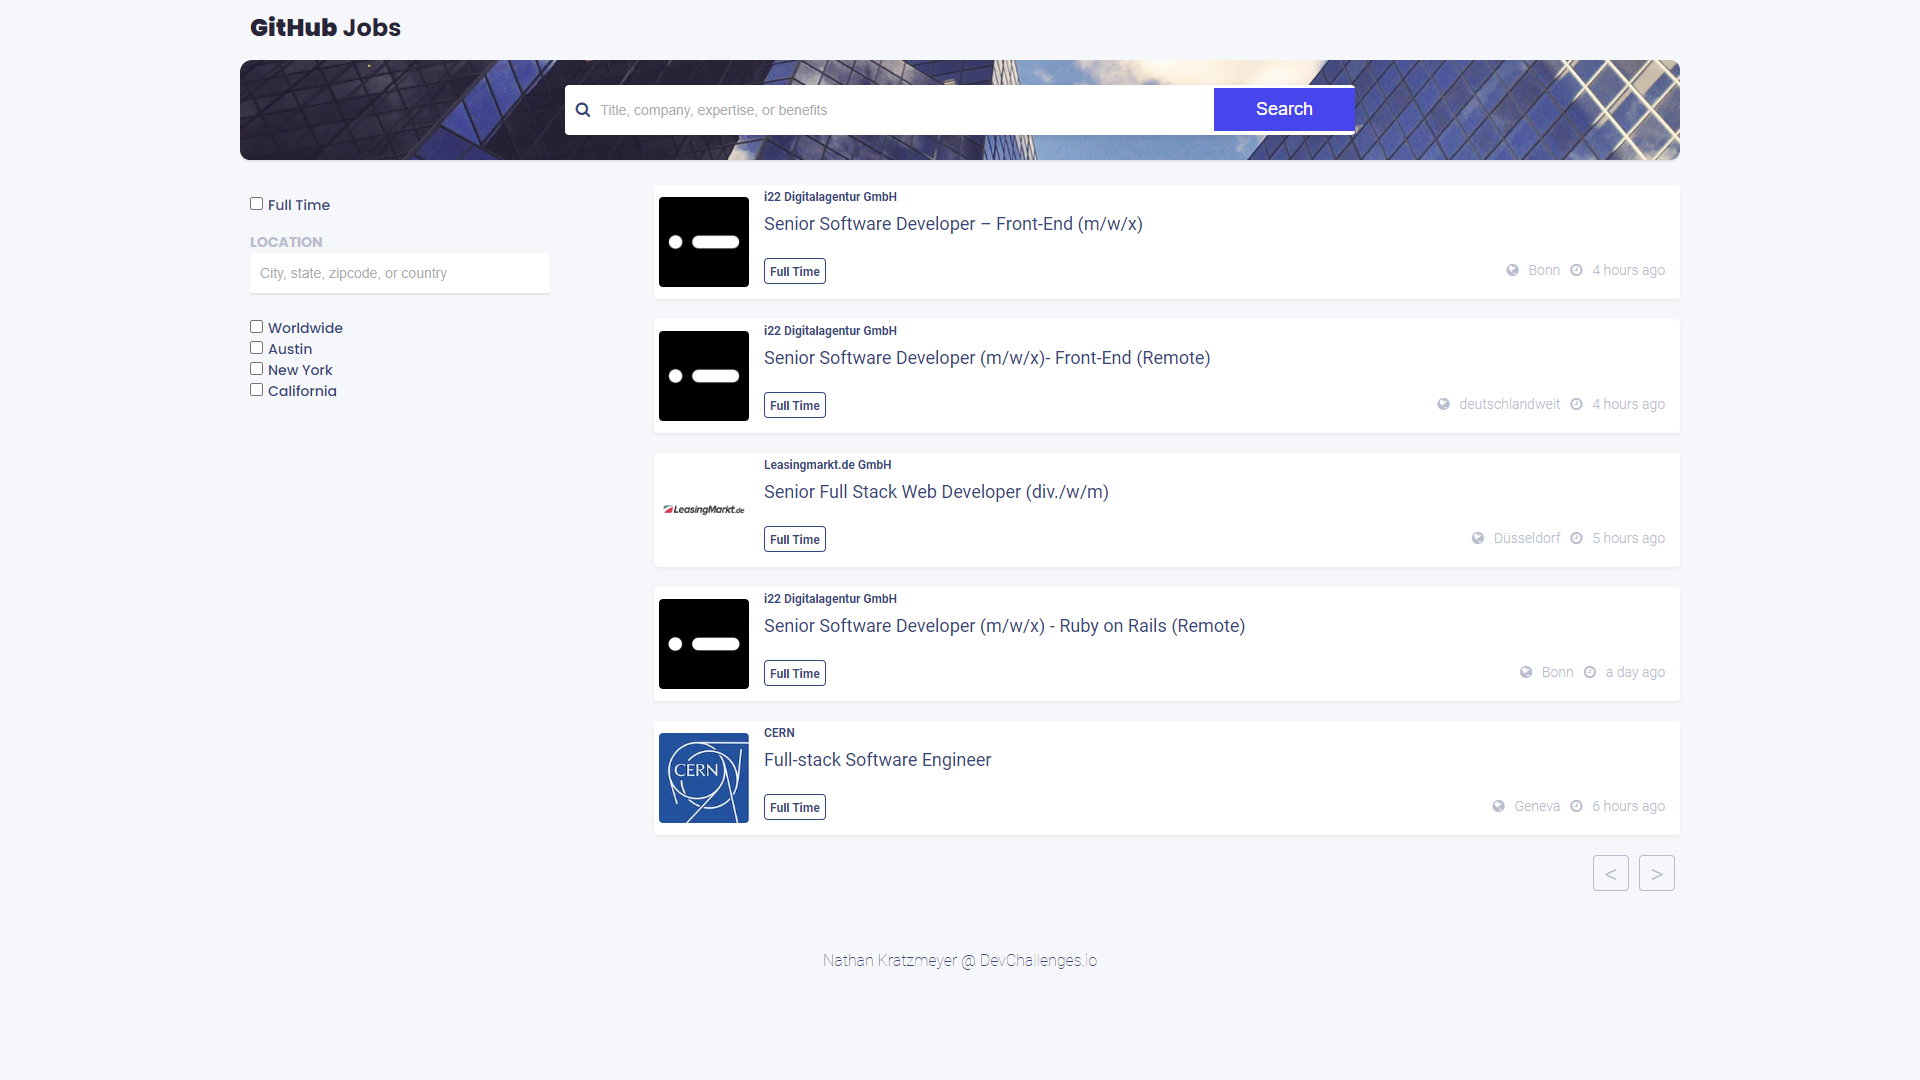 GitHub Jobs
Title, company, expertise, or benefits
Search
Full Time
LOCATION
City, state, zipcode, or country
Worldwide
Austin
New York
California
i22 Digitalagentur GmbH
Senior Software Developer – Front-End (m/w/x)
Full Time
Bonn 4 hours ago
i22 Digitalagentur GmbH
Senior Software Developer (m/w/x)- Front-End (Remote)
Full Time
deutschlandweit 4 hours ago
LeasingMarkt.de
Leasingmarkt.de GmbH
Senior Full Stack Web Developer (div./w/m)
Full Time
Düsseldorf 5 hours ago
i22 Digitalagentur GmbH
Senior Software Developer (m/w/x) - Ruby on Rails (Remote)
Full Time
Bonn a day ago
CERN
CERN
Full-stack Software Engineer
Full Time
Geneva 6 hours ago
< >
Nathan Kratzmeyer @ DevChallenges.io